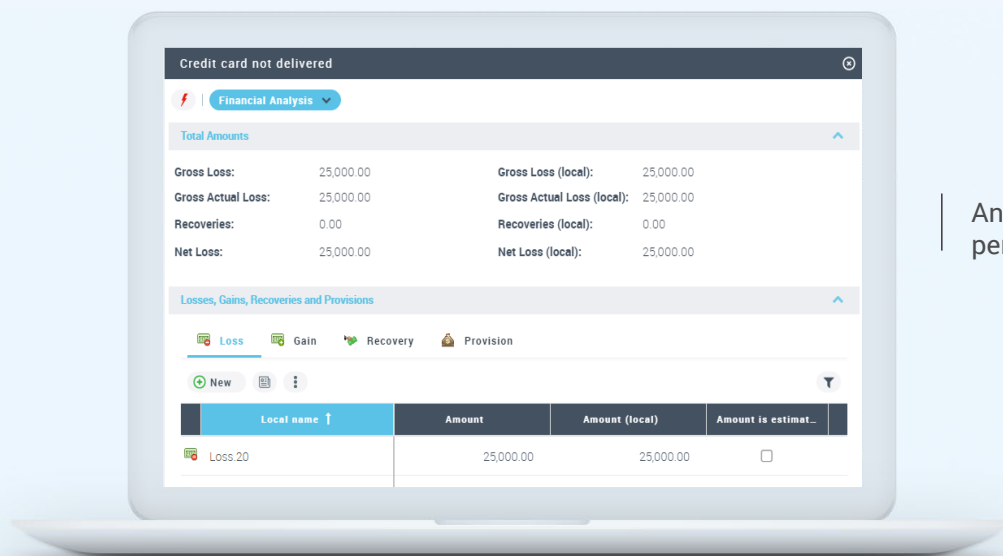 Credit card not delivered
Financial Analysis
Total Amounts
Gross Loss: 25,000.00 Gross Loss (local): 25,000.00
Gross Actual Loss: 25,000.00 Gross Actual Loss (local): 25,000.00
Recoveries: 0.00 Recoveries (local): 0.00
Net Loss: 25,000.00 Net Loss (local): 25,000.00
Losses, Gains, Recoveries and Provisions
Loss Gain Recovery Provision
New
Local name Amount Amount (local) Amount is estimat...
Loss.20 25,000.00 25,000.00